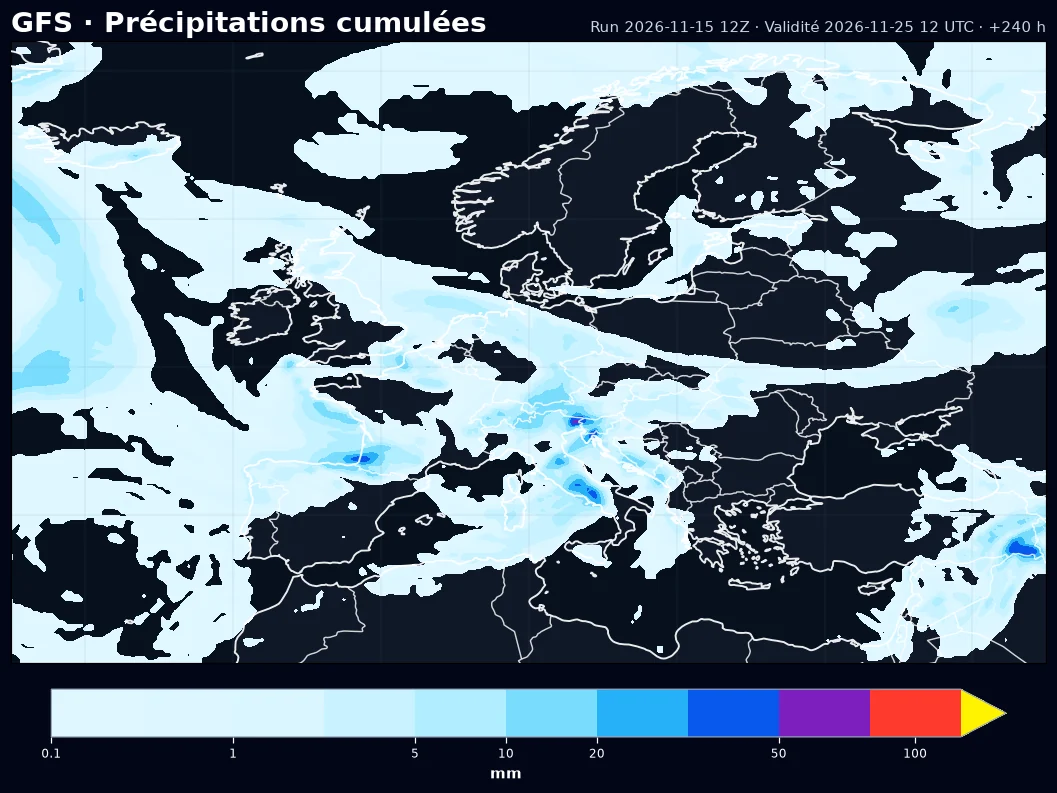 GFS · Précipitations cumulées
Run 2026-11-15 12Z · Validité 2026-11-25 12 UTC · +240 h
0.1 1 5 10 20 50 100
mm